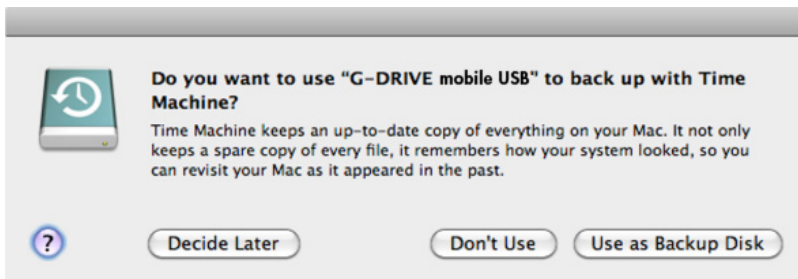 Do you want to use “G-DRIVE mobile USB" to back up with Time
Machine?
Time Machine keeps an up-to-date copy of everything on your Mac. It not only
keeps a spare copy of every file, it remembers how your system looked, so you
can revisit your Mac as it appeared in the past.
? Decide Later Don't Use Use as Backup Disk